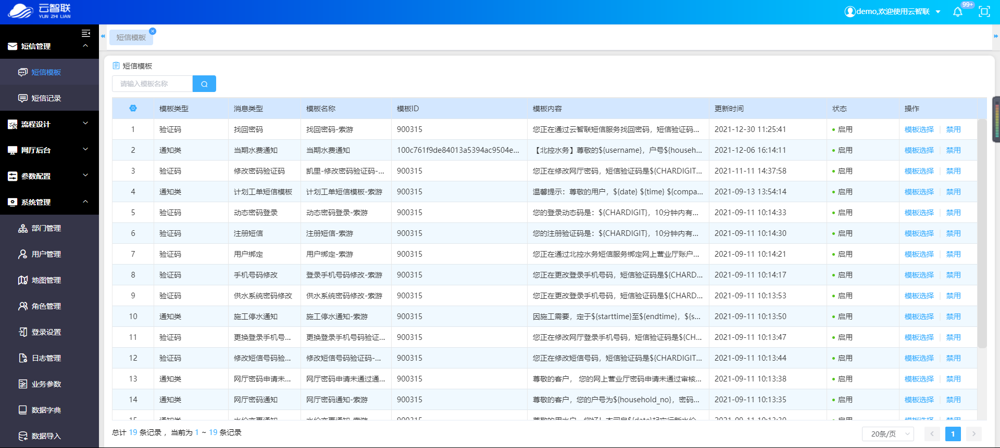 云智联
YUN ZHI LIAN
demo,欢迎使用云智联
99+
短信管理
短信模板
短信记录
流程设计
网厅后台
参数配置
系统管理
部门管理
用户管理
地图管理
角色管理
登录设置
日志管理
业务参数
数据字典
数据导入
短信模板
短信模板
请输入模板名称
模板类型 消息类型 模板名称 模板ID 模板内容 更新时间 状态 操作
1 验证码 找回密码 找回密码-索游 900315 您正在通过云智联短信服务找回密码，短信验证码... 2021-12-30 11:25:41 启用 模板选择 禁用
2 通知类 当期水费通知 当期水费通知 100c761f9de84013a5394ac9504e... 【北控水务】尊敬的${username}，户号${househ... 2021-12-06 16:14:11 启用 模板选择 禁用
3 验证码 修改密码验证码 凯里-修改密码验证码-... 900315 您正在修改网厅密码，短信验证码是${CHARDIGIT... 2021-11-11 14:37:58 启用 模板选择 禁用
4 通知类 计划工单短信模板 计划工单短信模板-索游 900315 温馨提示：尊敬的用户，${date} ${time} ${compa... 2021-09-13 13:54:14 启用 模板选择 禁用
5 验证码 动态密码登录 动态密码登录-索游 900315 您的登录动态码是：${CHARDIGIT}，10分钟内有... 2021-09-11 10:14:33 启用 模板选择 禁用
6 验证码 注册短信 注册短信-索游 900315 您的注册验证码是：${CHARDIGIT}，10分钟内有... 2021-09-11 10:14:30 启用 模板选择 禁用
7 验证码 用户绑定 用户绑定-索游 900315 您正在通过北控水务短信服务绑定网上营业厅账户... 2021-09-11 10:14:21 启用 模板选择 禁用
8 验证码 手机号码修改 登录手机号码修改-索游 900315 您正在更改登录手机号码，短信验证码是${CHARD... 2021-09-11 10:14:17 启用 模板选择 禁用
9 验证码 供水系统密码修改 供水系统密码修改-索游 900315 您正在更改登录手机号码，短信验证码是${CHARD... 2021-09-11 10:13:53 启用 模板选择 禁用
10 通知类 施工停水通知 施工停水通知-索游 900315 因施工需要，定于${starttime}至${endtime}，${s... 2021-09-11 10:13:50 启用 模板选择 禁用
11 验证码 更换登录手机号... 更换登录手机号码验证... 900315 您正在修改网厅登录手机号码，短信验证码是${CH... 2021-09-11 10:13:47 启用 模板选择 禁用
12 验证码 修改短信号码验... 修改短信号码验证码-... 900315 您正在修改短信号码，短信验证码是${CHARDIGIT... 2021-09-11 10:13:44 启用 模板选择 禁用
13 通知类 网厅密码申请未... 网厅密码申请未通过通... 900315 尊敬的客户， 您的网上营业厅密码申请未通过审核... 2021-09-11 10:13:38 启用 模板选择 禁用
14 通知类 网厅密码通知 网厅密码通知-索游 900315 尊敬的客户，您的户号为${household_no}，密码... 2021-09-11 10:13:35 启用 模板选择 禁用
总计 19 条记录 ，当前为 1 ~ 19 条记录
20条/页
1